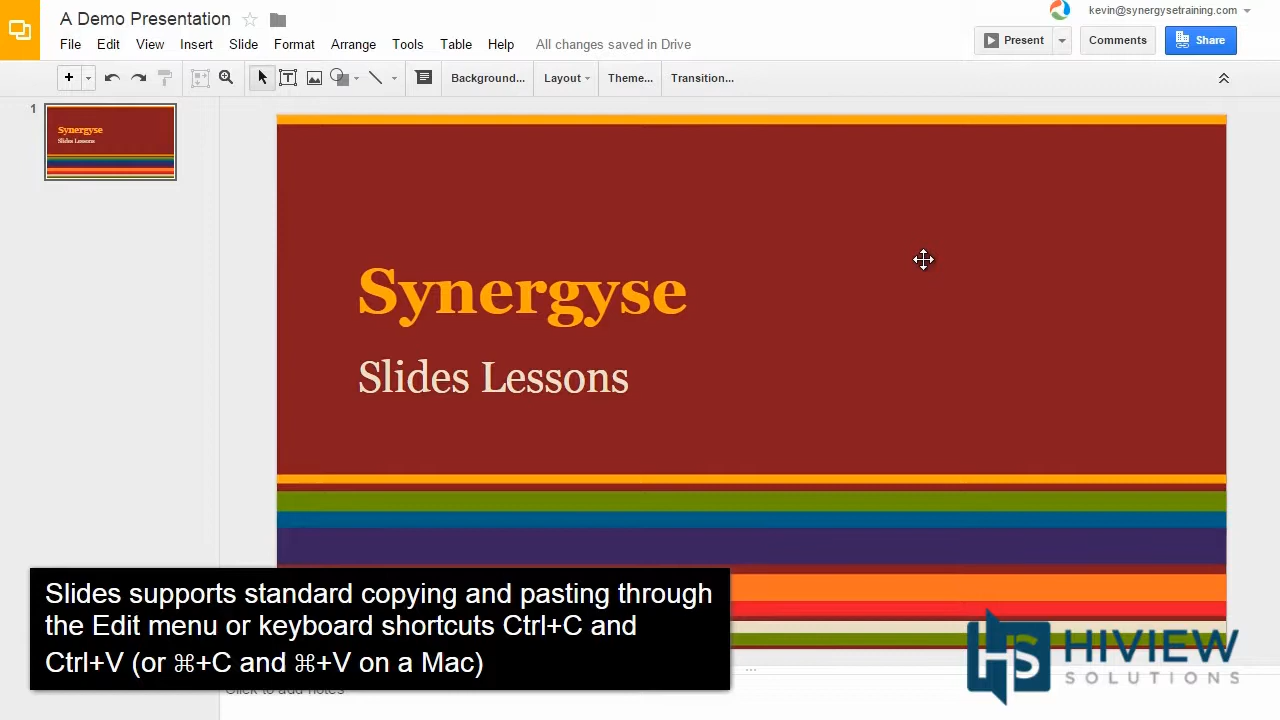 A Demo Presentation
kevin@synergysetraining.com
File Edit View Insert Slide Format Arrange Tools Table Help All changes saved in Drive
Present Comments Share
Background... Layout Theme... Transition...
1
Synergyse
Slides Lessons
Synergyse
Slides Lessons
Slides supports standard copying and pasting through
the Edit menu or keyboard shortcuts Ctrl+C and
Ctrl+V (or ⌘+C and ⌘+V on a Mac)
Click to add notes
HS HIVIEW
SOLUTIONS